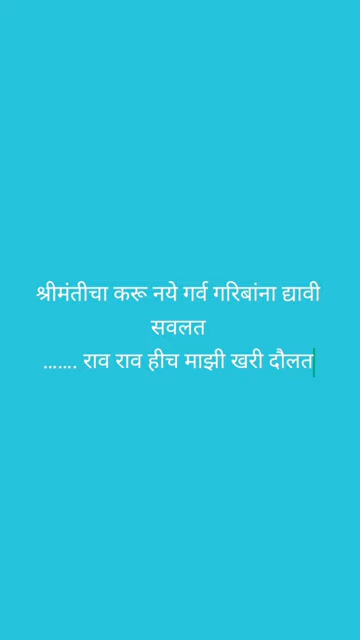 श्रीमंतीचा करू नये गर्व गरिबांना द्यावी
सवलत
....... राव राव हीच माझी खरी दौलत